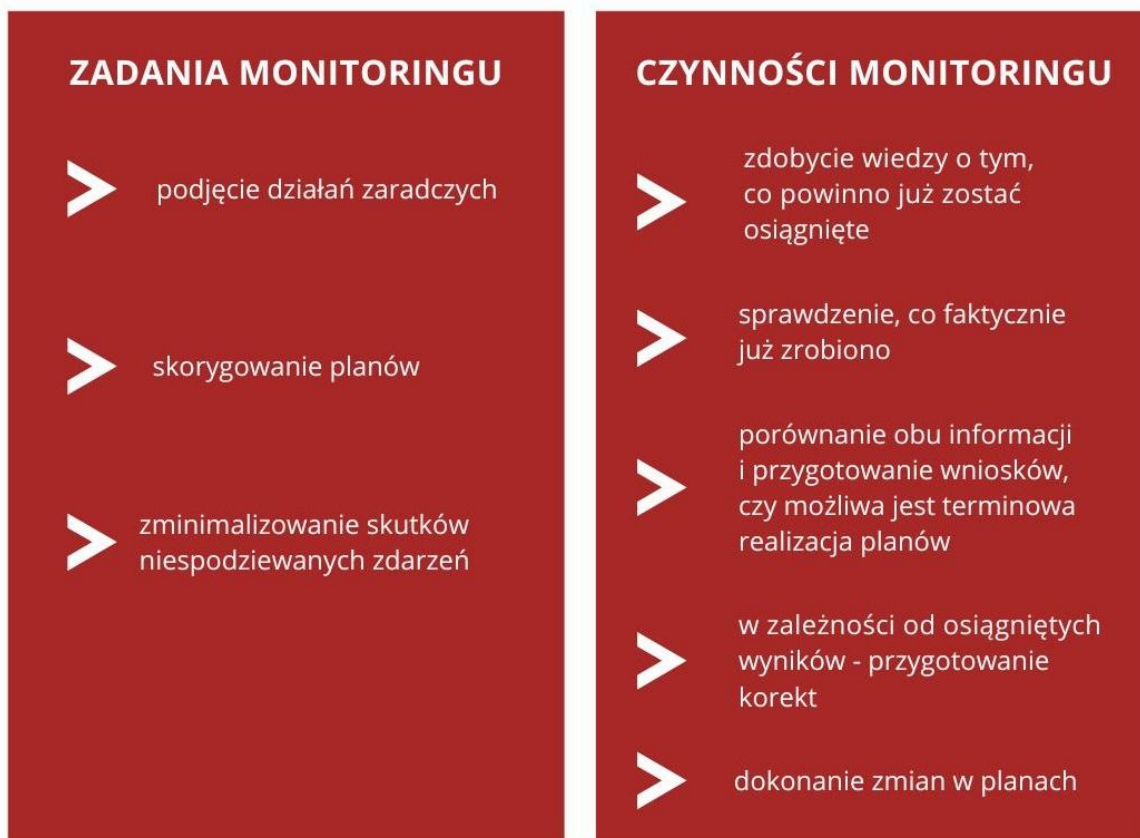 ZADANIA MONITORINGU
podjęcie działań zaradczych
skorygowanie planów
zminimalizowanie skutków
niespodziewanych zdarzeń
CZYNNOŚCI MONITORINGU
zdobycie wiedzy o tym,
co powinno już zostać
osiągnięte
sprawdzenie, co faktycznie
już zrobiono
porównanie obu informacji
i przygotowanie wniosków,
czy możliwa jest terminowa
realizacja planów
w zależności od osiągniętych
wyników - przygotowanie
korekt
dokonanie zmian w planach